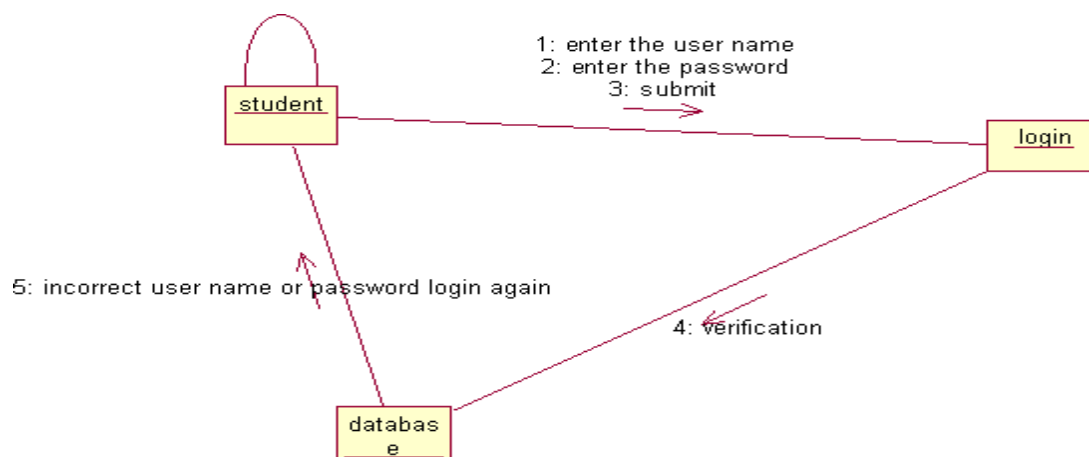 1: enter the user name
2: enter the password
3: submit
student
login
5: incorrect user name or password login again
4: verification
databas
e